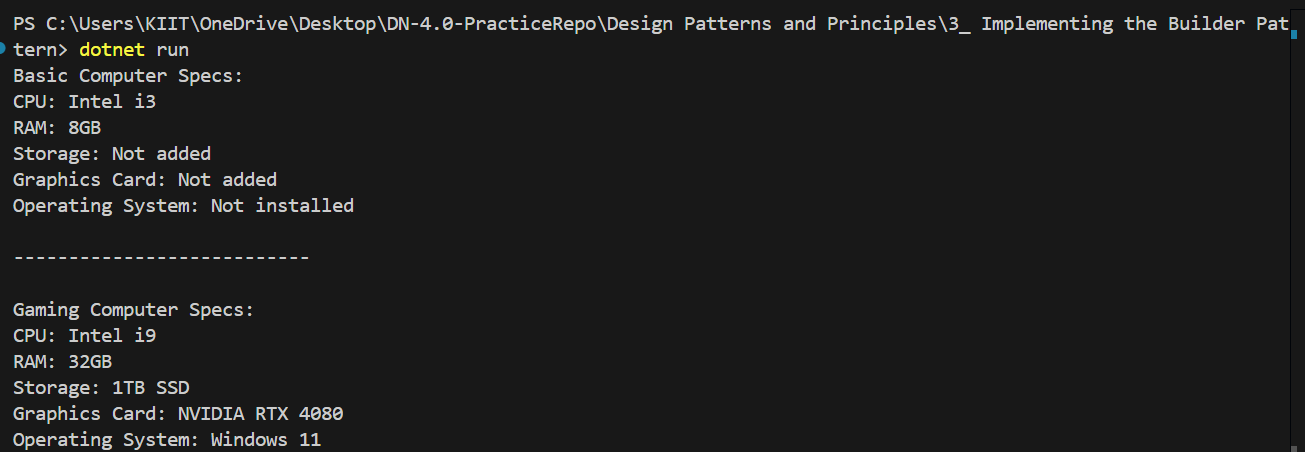 PS C:\Users\KIIT\OneDrive\Desktop\DN-4.0-PracticeRepo\Design Patterns and Principles\3_ Implementing the Builder Pat
tern> dotnet run
Basic Computer Specs:
CPU: Intel i3
RAM: 8GB
Storage: Not added
Graphics Card: Not added
Operating System: Not installed
---------------------------
Gaming Computer Specs:
CPU: Intel i9
RAM: 32GB
Storage: 1TB SSD
Graphics Card: NVIDIA RTX 4080
Operating System: Windows 11